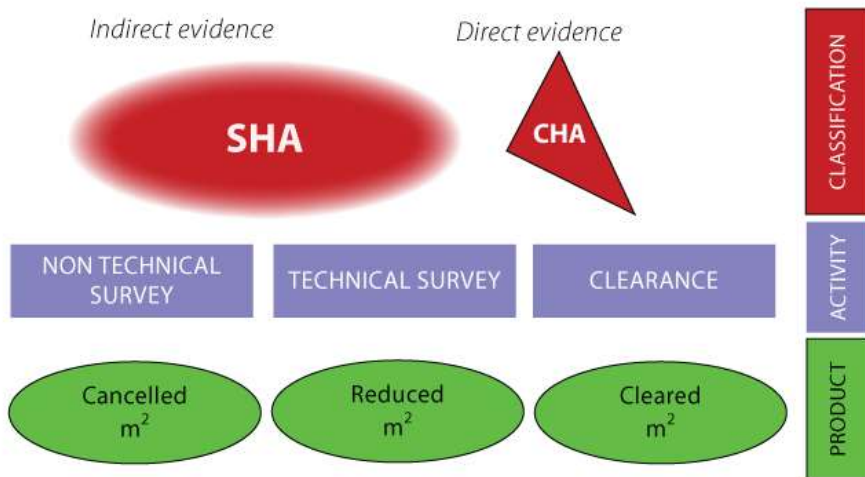 Indirect evidence
Direct evidence
SHA
CHA
CLASSIFICATION
NON TECHNICAL
SURVEY
TECHNICAL SURVEY
CLEARANCE
ACTIVITY
Cancelled
m²
Reduced
m²
Cleared
m²
PRODUCT